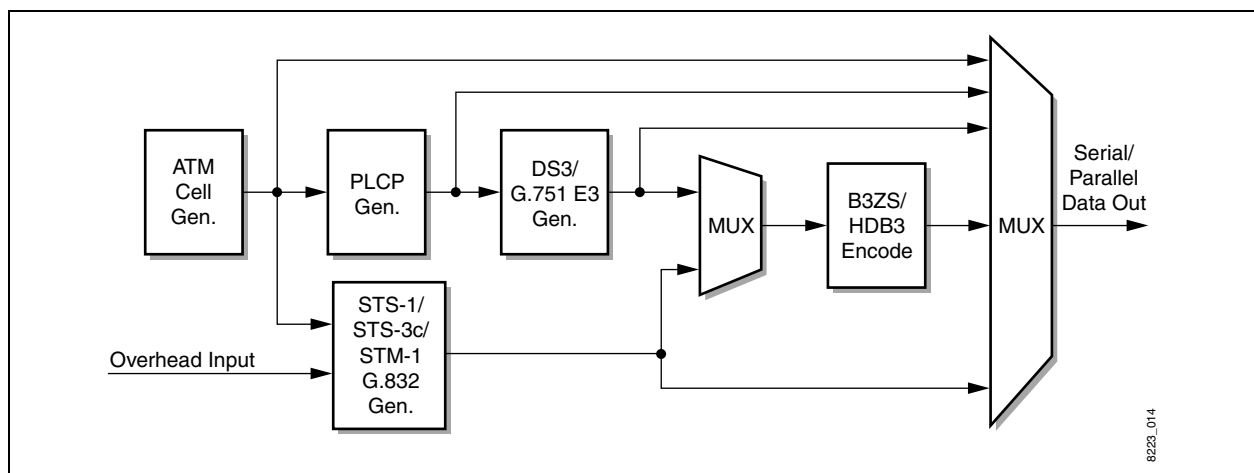 ATM
Cell
Gen.
PLCP
Gen.
DS3/
G.751 E3
Gen.
MUX
B3ZS/
HDB3
Encode
MUX
Serial/
Parallel
Data Out
Overhead Input
STS-1/
STS-3c/
STM-1
G.832
Gen.
8223_014